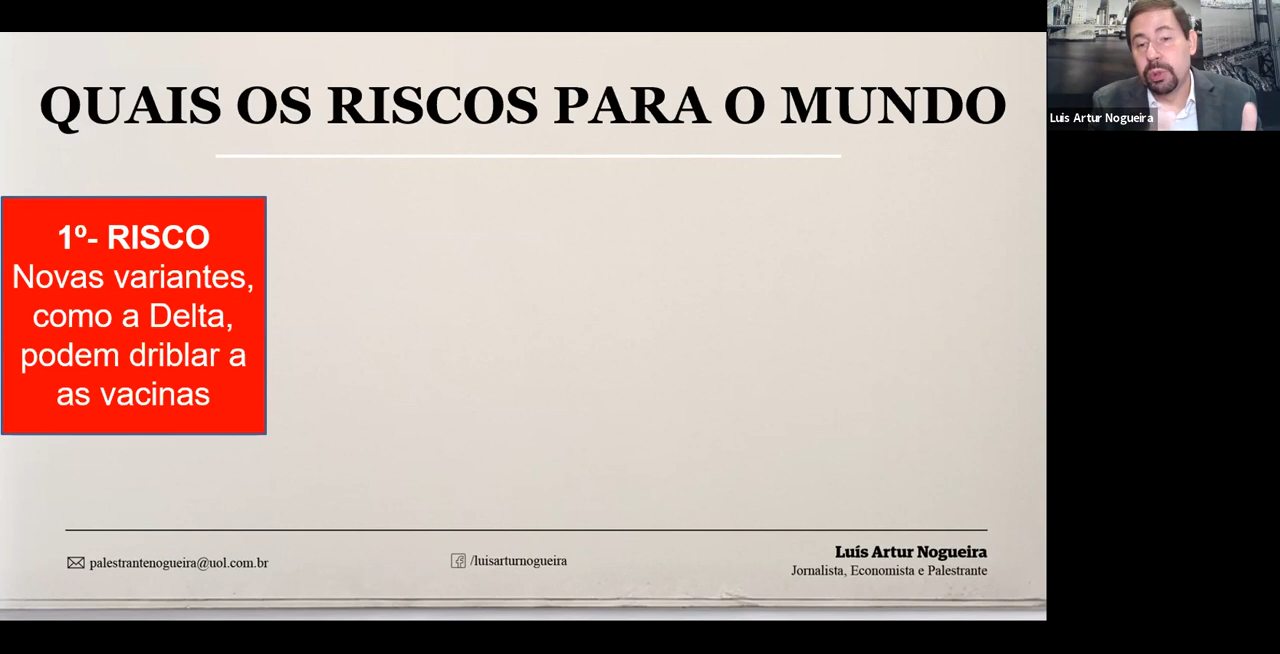 QUAIS OS RISCOS PARA O MUNDO
Luis Artur Nogueira
1º- RISCO
Novas variantes,
como a Delta,
podem driblar a
as vacinas
palestrantenogueira@uol.com.br
/luisarturnogueira
Luís Artur Nogueira
Jornalista, Economista e Palestrante